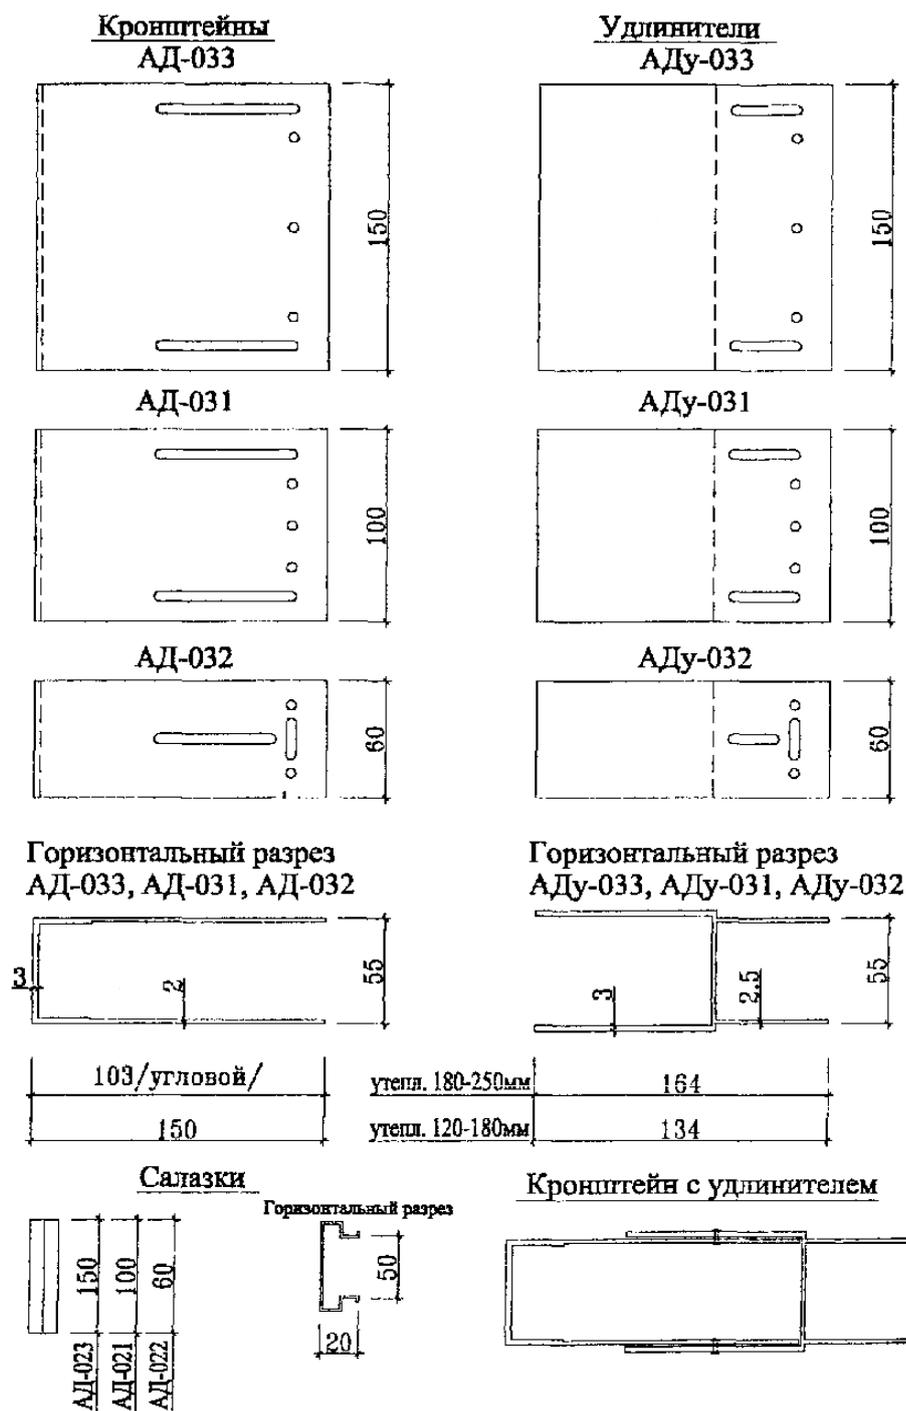 Кронштейны
АД-033
150
Удлинители
АДу-033
150
АД-031
100
АДу-031
100
АД-032
60
АДу-032
60
Горизонтальный разрез
АД-033, АД-031, АД-032
3
2
55
103/угловой/
150
Горизонтальный разрез
АДу-033, АДу-031, АДу-032
3
2.5
55
утепл. 180-250мм
164
утепл. 120-180мм
134
Салазки
150
100
60
АД-023
АД-021
АД-022
Горизонтальный разрез
50
20
Кронштейн с удлинителем